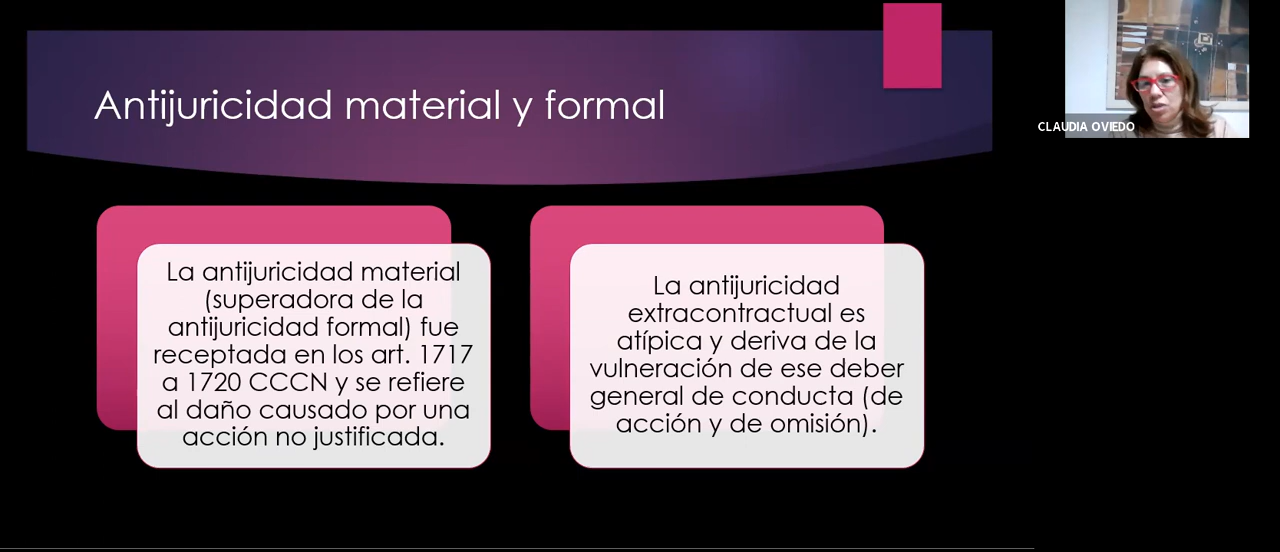 Antijuricidad material y formal
CLAUDIA OVIEDO
La antijuricidad material
(superadora de la
antijuricidad formal) fue
receptada en los art. 1717
a 1720 CCCN y se refiere
al daño causado por una
acción no justificada.
La antijuricidad
extracontractual es
atípica y deriva de la
vulneración de ese deber
general de conducta (de
acción y de omisión).